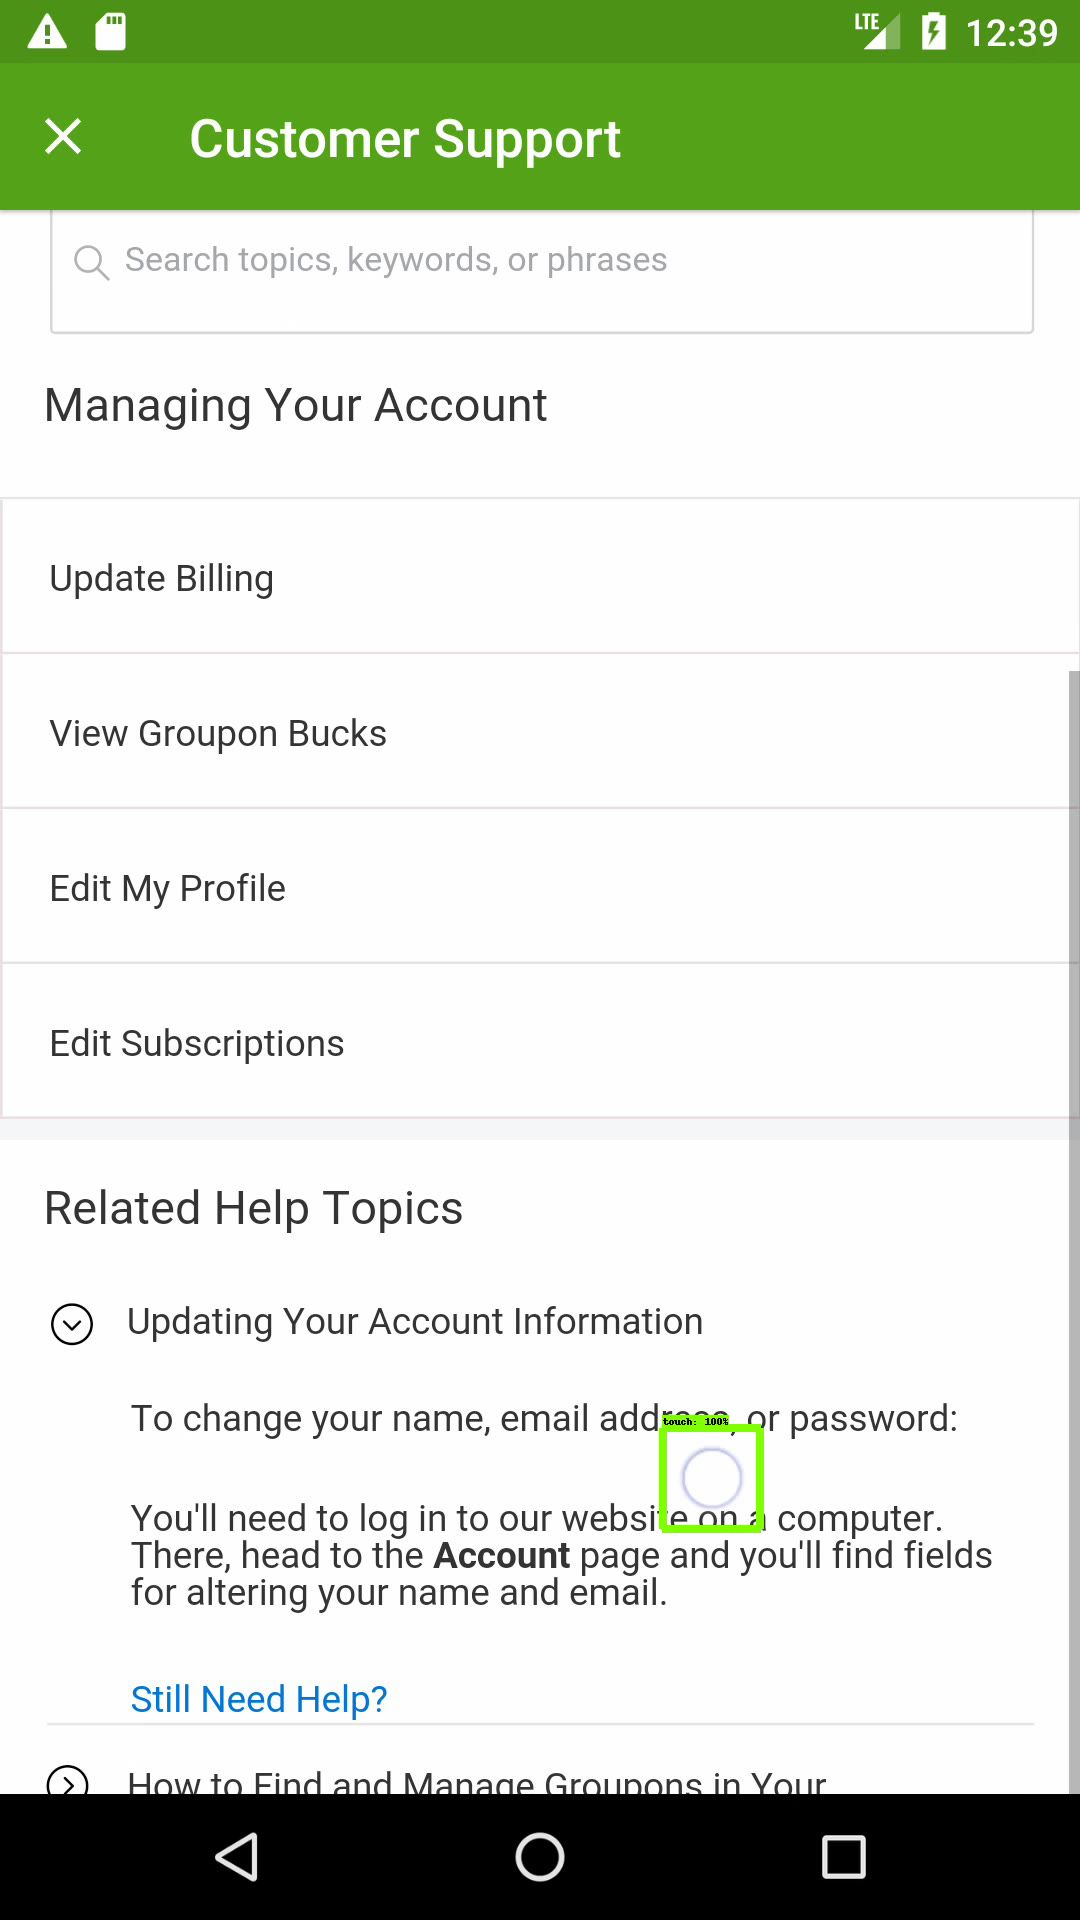 LTE 12:39
Customer Support
Search topics, keywords, or phrases
Managing Your Account
Update Billing
View Groupon Bucks
Edit My Profile
Edit Subscriptions
Related Help Topics
Updating Your Account Information
To change your name, email address, or password:
touch: 100%
You'll need to log in to our website on a computer.
There, head to the Account page and you'll find fields
for altering your name and email.
Still Need Help?
How to Find and Manage Groupons in Your